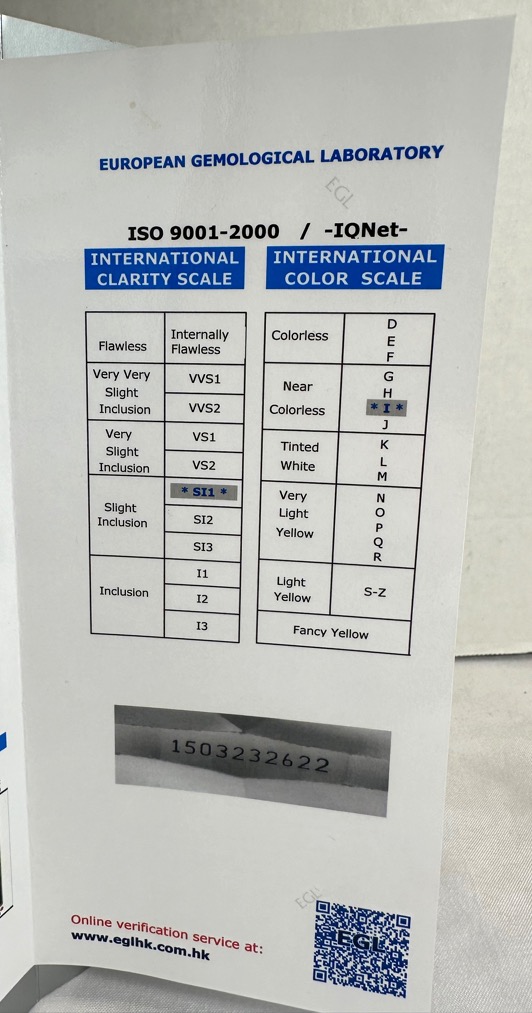 EUROPEAN GEMOLOGICAL LABORATORY
EGL
ISO 9001-2000 / -IQNet-
INTERNATIONAL
CLARITY SCALE
Flawless
Internally
Flawless
Very Very
Slight
Inclusion
VVS1
VVS2
Very
Slight
Inclusion
VS1
VS2
Slight
Inclusion
* SI1 *
SI2
SI3
Inclusion
I1
I2
I3
INTERNATIONAL
COLOR SCALE
Colorless
D
E
F
Near
Colorless
G
H
* I *
J
Tinted
White
K
L
M
Very
Light
Yellow
N
O
P
Q
R
Light
Yellow
S-Z
Fancy Yellow
1503232622
EGL
Online verification service at:
www.eglhk.com.hk
EGL